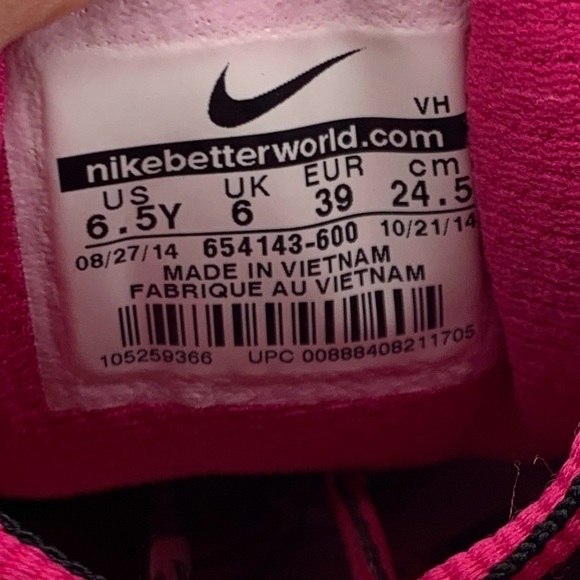 VH
nikebetterworld.com
US UK EUR cm
6.5Y 6 39 24.5
08/27/14 654143-600 10/21/14
MADE IN VIETNAM
FABRIQUE AU VIETNAM
105259366 UPC 00888408211705